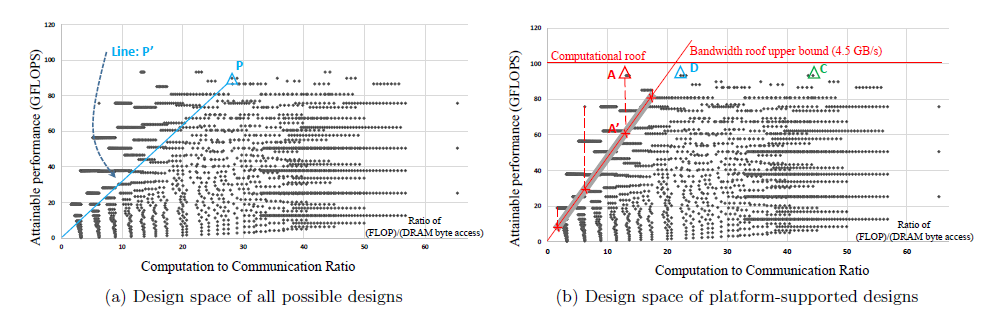 120
100
80
60
40
20
0
0
10
20
30
40
50
60
Attainable performance (GFLOPS)
Line: P’
P
Ratio of
(FLOP)/(DRAM byte access)
Computation to Communication Ratio
(a) Design space of all possible designs
120
100
80
60
40
20
0
0
10
20
30
40
50
60
Attainable performance (GFLOPS)
Computational roof
Bandwidth roof upper bound (4.5 GB/s)
A
D
C
A’
Ratio of
(FLOP)/(DRAM byte access)
Computation to Communication Ratio
(b) Design space of platform-supported designs